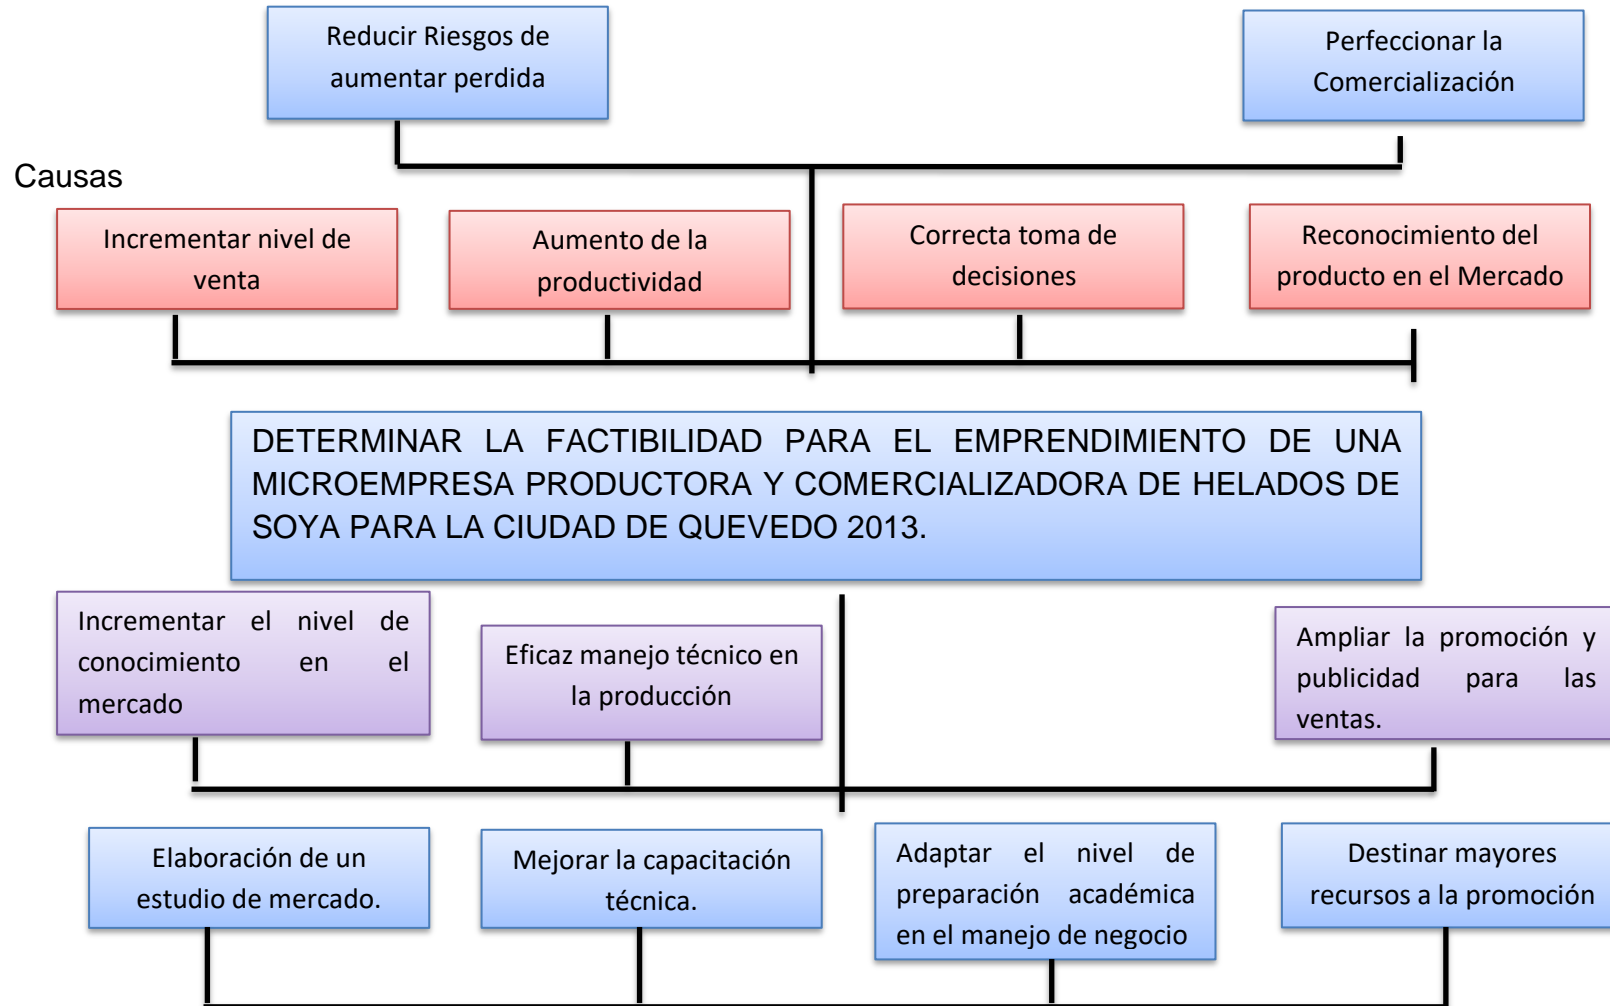 Reducir Riesgos de
aumentar perdida
Perfeccionar la
Comercialización
Causas
Incrementar nivel de
venta
Aumento de la
productividad
Correcta toma de
decisiones
Reconocimiento del
producto en el Mercado
DETERMINAR LA FACTIBILIDAD PARA EL EMPRENDIMIENTO DE UNA
MICROEMPRESA PRODUCTORA Y COMERCIALIZADORA DE HELADOS DE
SOYA PARA LA CIUDAD DE QUEVEDO 2013.
Incrementar el nivel de
conocimiento en el
mercado
Eficaz manejo técnico en
la producción
Ampliar la promoción y
publicidad para las
ventas.
Elaboración de un
estudio de mercado.
Mejorar la capacitación
técnica.
Adaptar el nivel de
preparación académica
en el manejo de negocio
Destinar mayores
recursos a la promoción